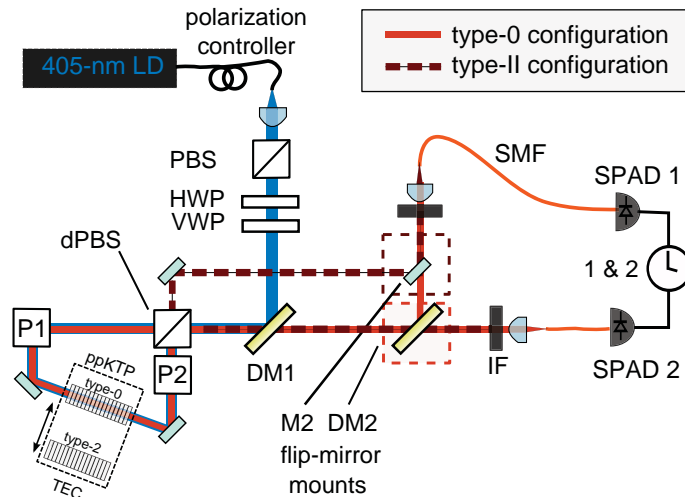 polarization
controller
405-nm LD
type-0 configuration
type-II configuration
PBS
SMF
HWP
VWP
SPAD 1
dPBS
1 & 2
P1
P2
ppKTP
type-0
type-2
TEC
DM1
IF
SPAD 2
M2 DM2
flip-mirror
mounts